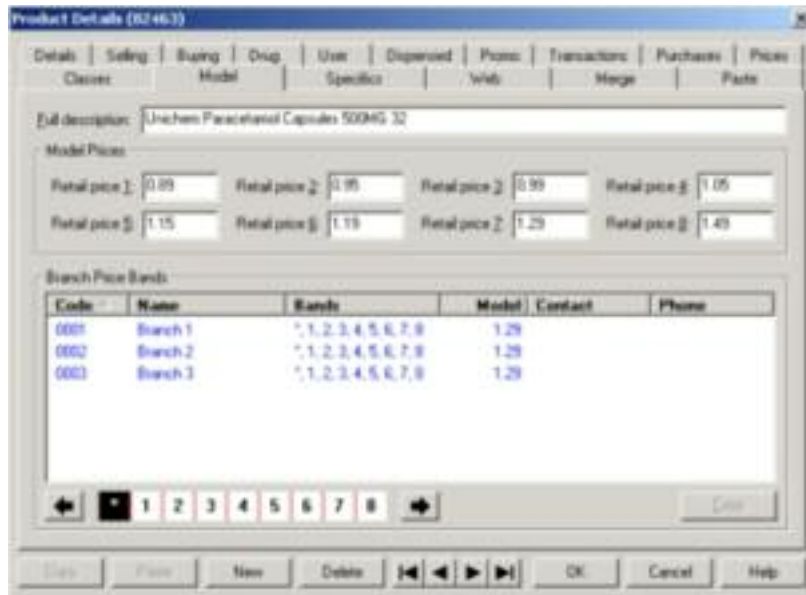 Product Details (82463)
Details Selling Buying Drug User Dispensed Promo Transactions Purchases Prices
Classes Model Specifics Web Merge Paste
Full description: Unichem Paracetamol Capsules 500MG 32
Model Prices
Retail price 1: 0.89 Retail price 2: 0.95 Retail price 3: 0.99 Retail price 4: 1.05
Retail price 5: 1.15 Retail price 6: 1.19 Retail price 7: 1.29 Retail price 8: 1.49
Branch Price Bands
Code Name Bands Model Contact Phone
0001 Branch 1 *, 1, 2, 3, 4, 5, 6, 7, 8 1.29
0002 Branch 2 *, 1, 2, 3, 4, 5, 6, 7, 8 1.29
0003 Branch 3 *, 1, 2, 3, 4, 5, 6, 7, 8 1.29
* 1 2 3 4 5 6 7 8
New Delete OK Cancel Help